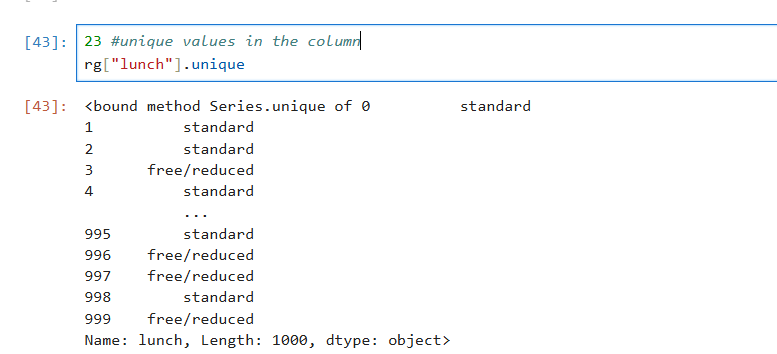 [43]: 23 #unique values in the column
rg["lunch"].unique
[43]: <bound method Series.unique of 0          standard
1          standard
2          standard
3      free/reduced
4          standard
           ...
995        standard
996    free/reduced
997    free/reduced
998        standard
999    free/reduced
Name: lunch, Length: 1000, dtype: object>